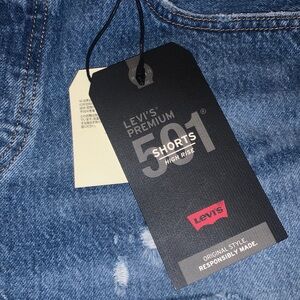 LEVI'S®
PREMIUM
501®
SHORTS
HIGH RISE
Levi's
ORIGINAL STYLE.
RESPONSIBLY MADE.